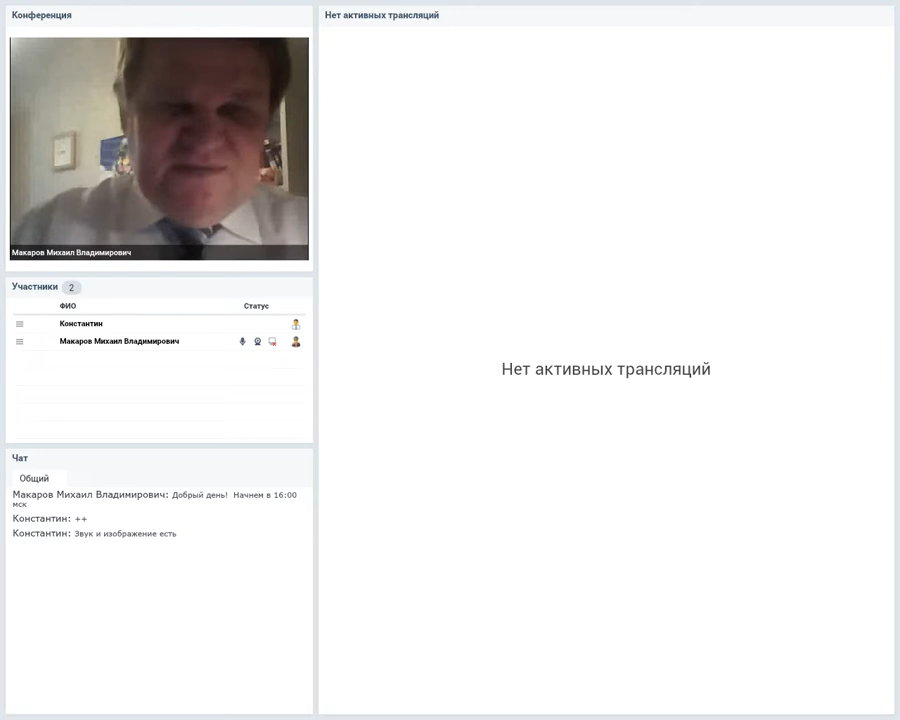 Конференция
Нет активных трансляций
Макаров Михаил Владимирович
Участники 2
ФИО Статус
Константин
Макаров Михаил Владимирович
Нет активных трансляций
Чат
Общий
Макаров Михаил Владимирович: Добрый день! Начнем в 16:00
мск
Константин: ++
Константин: Звук и изображение есть